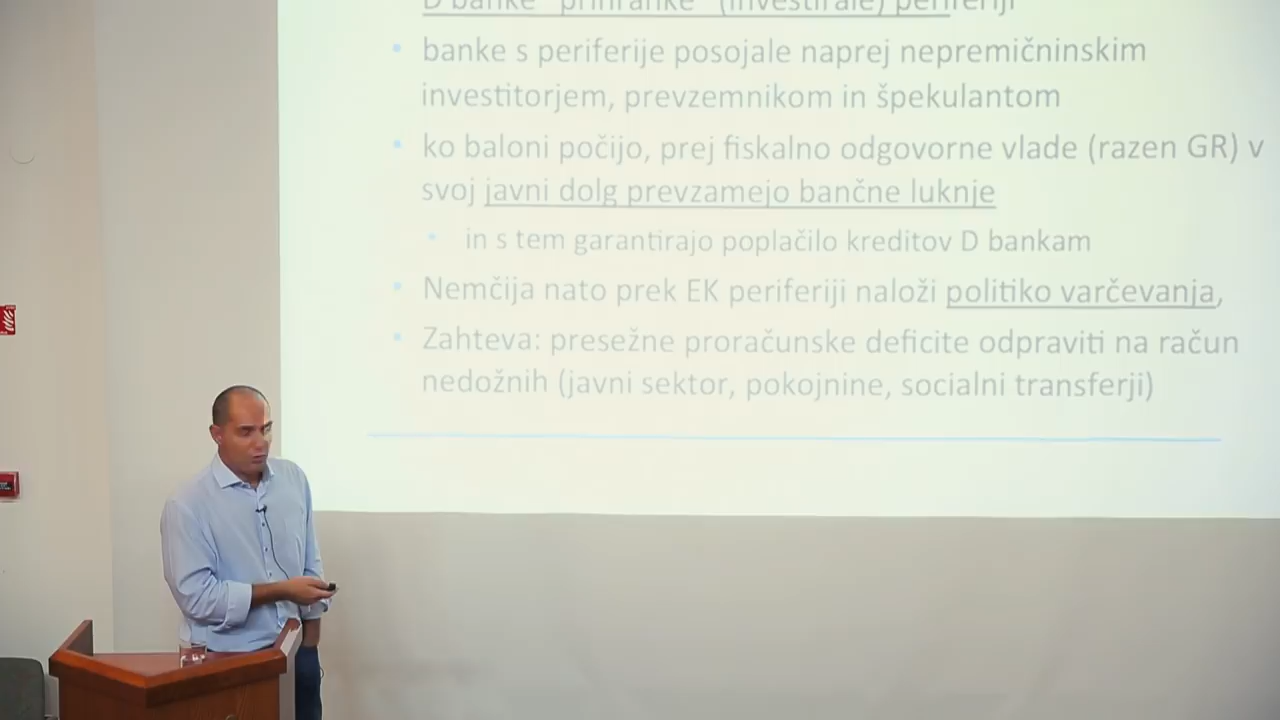 D banke "prihranke" (investirale) periferiji
banke s periferije posojale naprej nepremičninskim
investitorjem, prevzemnikom in špekulantom
ko baloni počijo, prej fiskalno odgovorne vlade (razen GR) v
svoj javni dolg prevzamejo bančne luknje
in s tem garantirajo poplačilo kreditov D bankam
Nemčija nato prek EK periferiji naloži politiko varčevanja,
Zahteva: presežne proračunske deficite odpraviti na račun
nedožnih (javni sektor, pokojnine, socialni transferji)